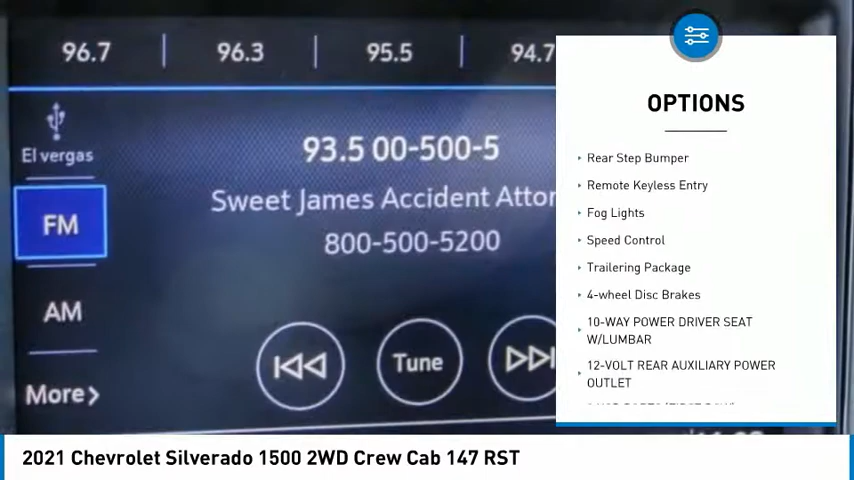 96.7
96.3
95.5
94.7
El vergas
FM
AM
More
93.5 00-500-5
Sweet James Accident Attor
800-500-5200
Tune
OPTIONS
Rear Step Bumper
Remote Keyless Entry
Fog Lights
Speed Control
Trailering Package
4-wheel Disc Brakes
10-WAY POWER DRIVER SEAT
W/LUMBAR
12-VOLT REAR AUXILIARY POWER
OUTLET
2021 Chevrolet Silverado 1500 2WD Crew Cab 147 RST